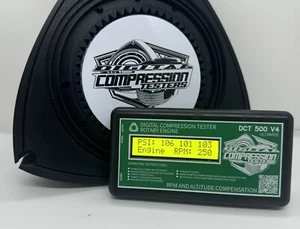 DIGITAL
COMPRESSION
TESTERS
DIGITAL COMPRESSION TESTER
ROTARY ENGINE
DCT 500 V4
ULTIMATE
PSI: 106 101 103
Engine RPM: 250
DIGITAL
COMPRESSION
TESTERS
RPM AND ALTITUDE COMPENSATION